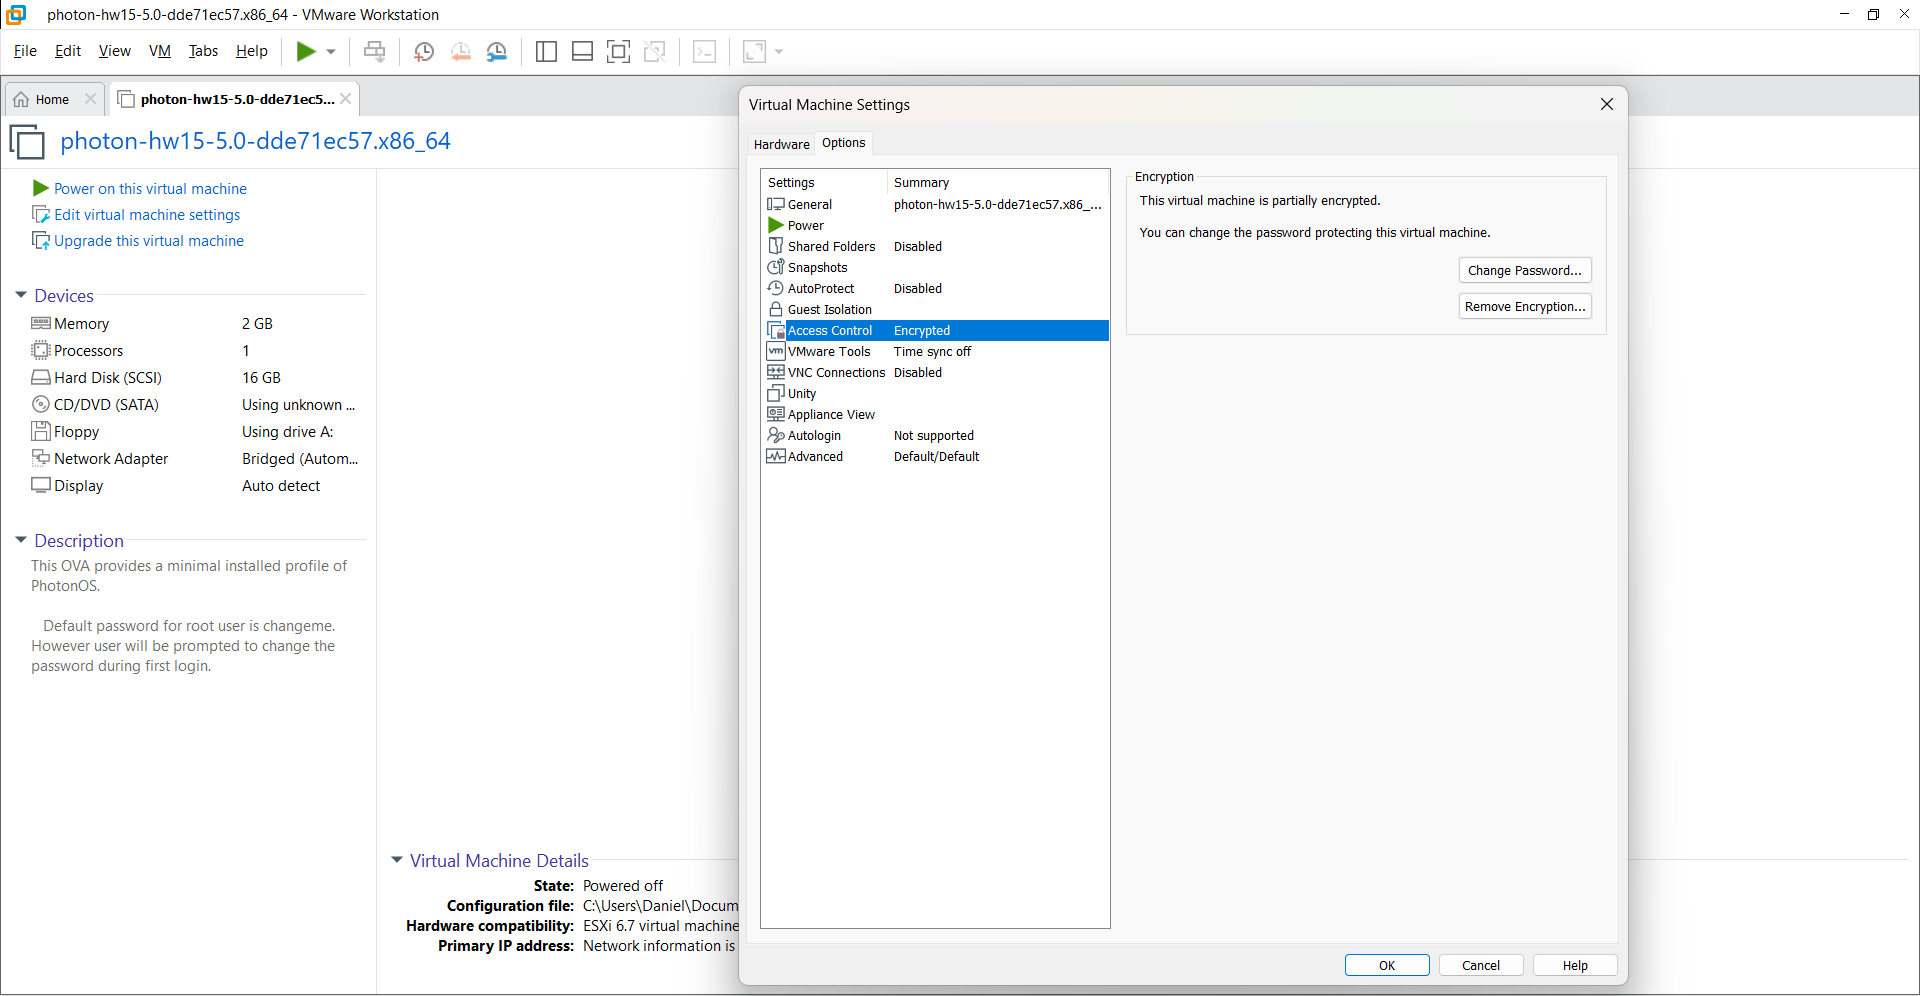 photon-hw15-5.0-dde71ec57.x86_64 - VMware Workstation
File Edit View VM Tabs Help
Home photon-hw15-5.0-dde71ec5...
photon-hw15-5.0-dde71ec57.x86_64
Power on this virtual machine
Edit virtual machine settings
Upgrade this virtual machine
Devices
Memory 2 GB
Processors 1
Hard Disk (SCSI) 16 GB
CD/DVD (SATA) Using unknown ...
Floppy Using drive A:
Network Adapter Bridged (Autom...
Display Auto detect
Description
This OVA provides a minimal installed profile of
PhotonOS.
Default password for root user is changeme.
However user will be prompted to change the
password during first login.
Virtual Machine Details
State: Powered off
Configuration file: C:\Users\Daniel\Docum
Hardware compatibility: ESXi 6.7 virtual machine
Primary IP address: Network information is
Virtual Machine Settings
Hardware Options
Settings Summary
General photon-hw15-5.0-dde71ec57.x86_...
Power
Shared Folders Disabled
Snapshots
AutoProtect Disabled
Guest Isolation
Access Control Encrypted
vm VMware Tools Time sync off
VNC Connections Disabled
Unity
Appliance View
Autologin Not supported
Advanced Default/Default
Encryption
This virtual machine is partially encrypted.
You can change the password protecting this virtual machine.
Change Password...
Remove Encryption...
OK Cancel Help